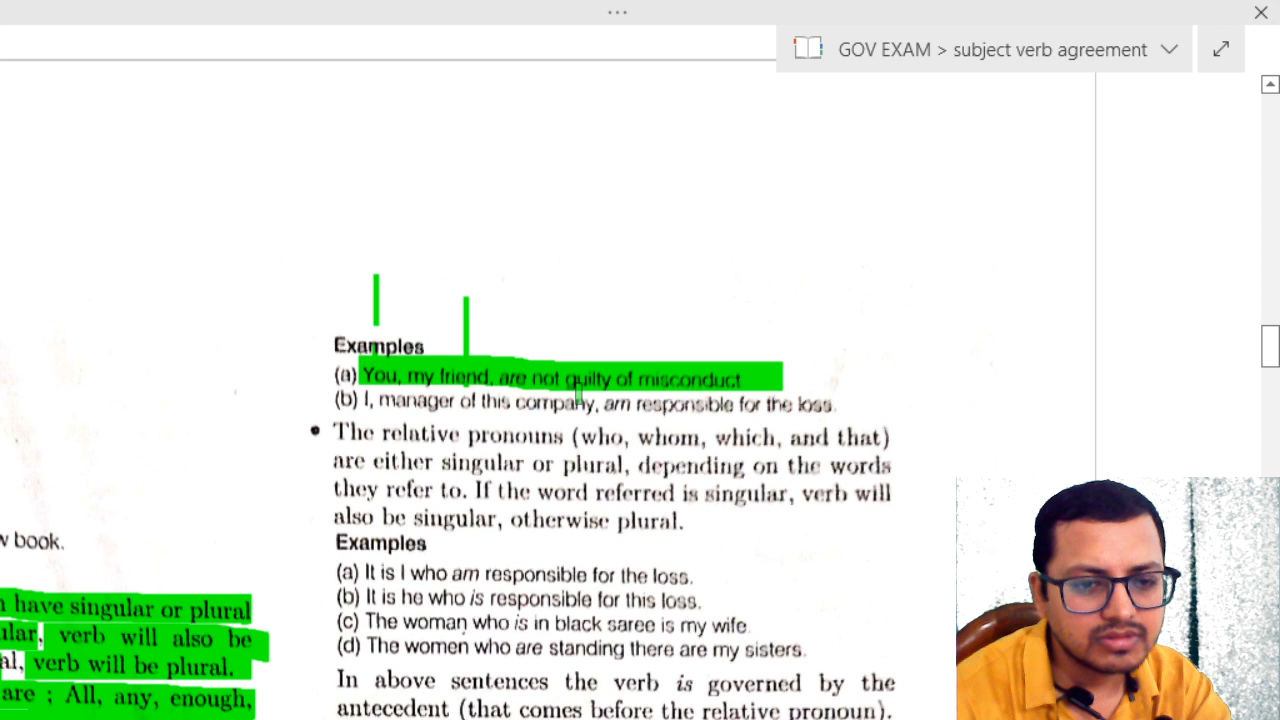 GOV EXAM > subject verb agreement
Examples
(a) You, my friend, are not guilty of misconduct
(b) I, manager of this company, am responsible for the loss.
• The relative pronouns (who, whom, which, and that)
are either singular or plural, depending on the words
they refer to. If the word referred is singular, verb will
also be singular, otherwise plural.
Examples
(a) It is I who am responsible for the loss.
(b) It is he who is responsible for this loss.
(c) The woman who is in black saree is my wife.
(d) The women who are standing there are my sisters.
In above sentences the verb is governed by the
antecedent (that comes before the relative pronoun).
book.
have singular or plural
verb will also be
verb will be plural.
are ; All, any, enough,